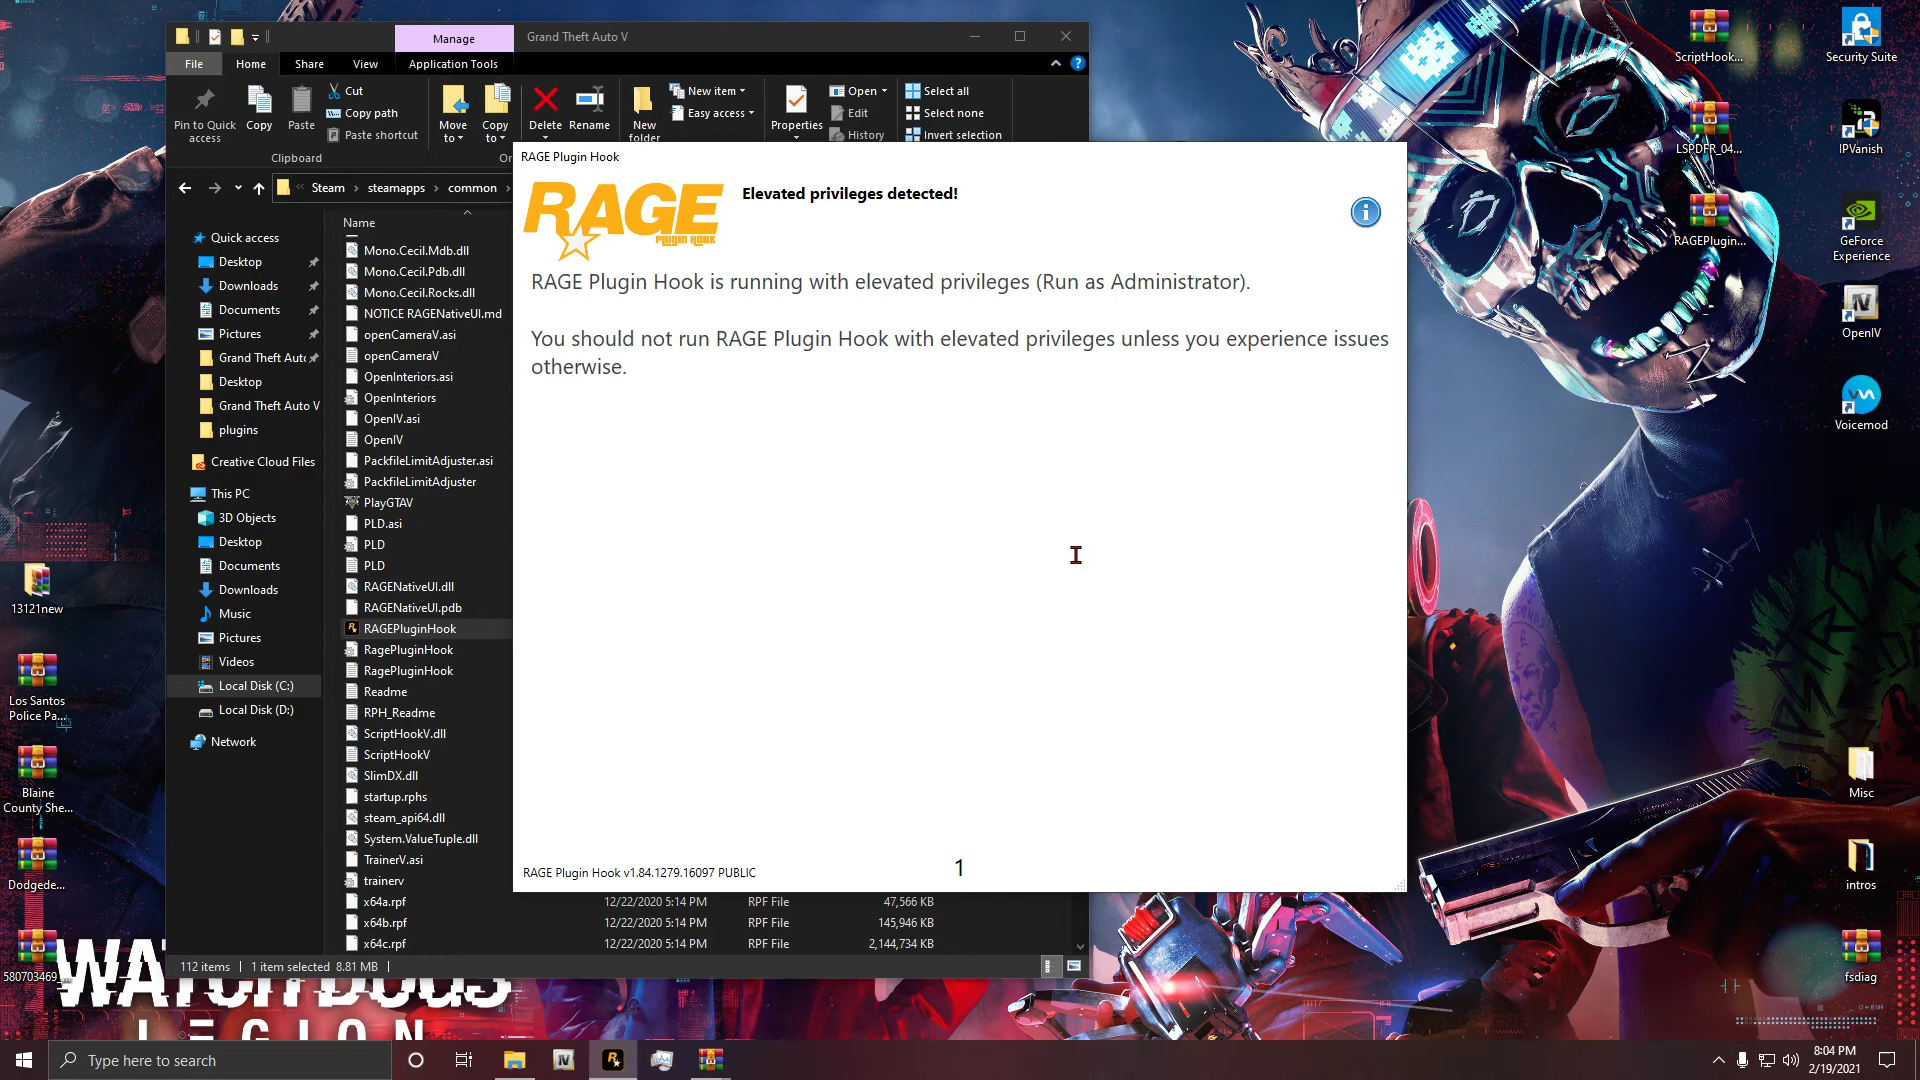 Manage
Grand Theft Auto V
File
Home
Share
View
Application Tools
Pin to Quick access
Copy
Paste
Cut
Copy path
Paste shortcut
Clipboard
Move to
Copy to
Delete
Rename
New folder
New item
Easy access
Properties
Open
Edit
History
Select all
Select none
Invert selection
Or
Steam
steamapps
common
Name
Quick access
Desktop
Downloads
Documents
Pictures
Grand Theft Auto
Desktop
Grand Theft Auto V
plugins
Creative Cloud Files
This PC
3D Objects
Desktop
Documents
Downloads
Music
Pictures
Videos
Local Disk (C:)
Local Disk (D:)
Network
Mono.Cecil.Mdb.dll
Mono.Cecil.Pdb.dll
Mono.Cecil.Rocks.dll
NOTICE RAGENativeUI.md
openCameraV.asi
openCameraV
OpenInteriors.asi
OpenInteriors
OpenIV.asi
OpenIV
PackfileLimitAdjuster.asi
PackfileLimitAdjuster
PlayGTAV
PLD.asi
PLD
PLD
RAGENativeUI.dll
RAGENativeUI.pdb
RAGEPluginHook
RagePluginHook
RagePluginHook
Readme
RPH_Readme
ScriptHookV.dll
ScriptHookV
SlimDX.dll
startup.rphs
steam_api64.dll
System.ValueTuple.dll
TrainerV.asi
trainerv
x64a.rpf 12/22/2020 5:14 PM RPF File 47,566 KB
x64b.rpf 12/22/2020 5:14 PM RPF File 145,946 KB
x64c.rpf 12/22/2020 5:14 PM RPF File 2,144,734 KB
112 items 1 item selected 8.81 MB
RAGE Plugin Hook
RAGE
PLUGIN HOOK
Elevated privileges detected!
RAGE Plugin Hook is running with elevated privileges (Run as Administrator).
You should not run RAGE Plugin Hook with elevated privileges unless you experience issues
otherwise.
RAGE Plugin Hook v1.84.1279.16097 PUBLIC
1
ScriptHook...
LSPDFR_04...
RAGEPlugin...
Security Suite
IPVanish
GeForce
Experience
OpenIV
Voicemod
Misc
intros
fsdiag
13121new
Los Santos
Police Pa...
Blaine
County She...
Dodgede...
580703469...
WATCH DOGS
LEGION
Type here to search
8:04 PM
2/19/2021